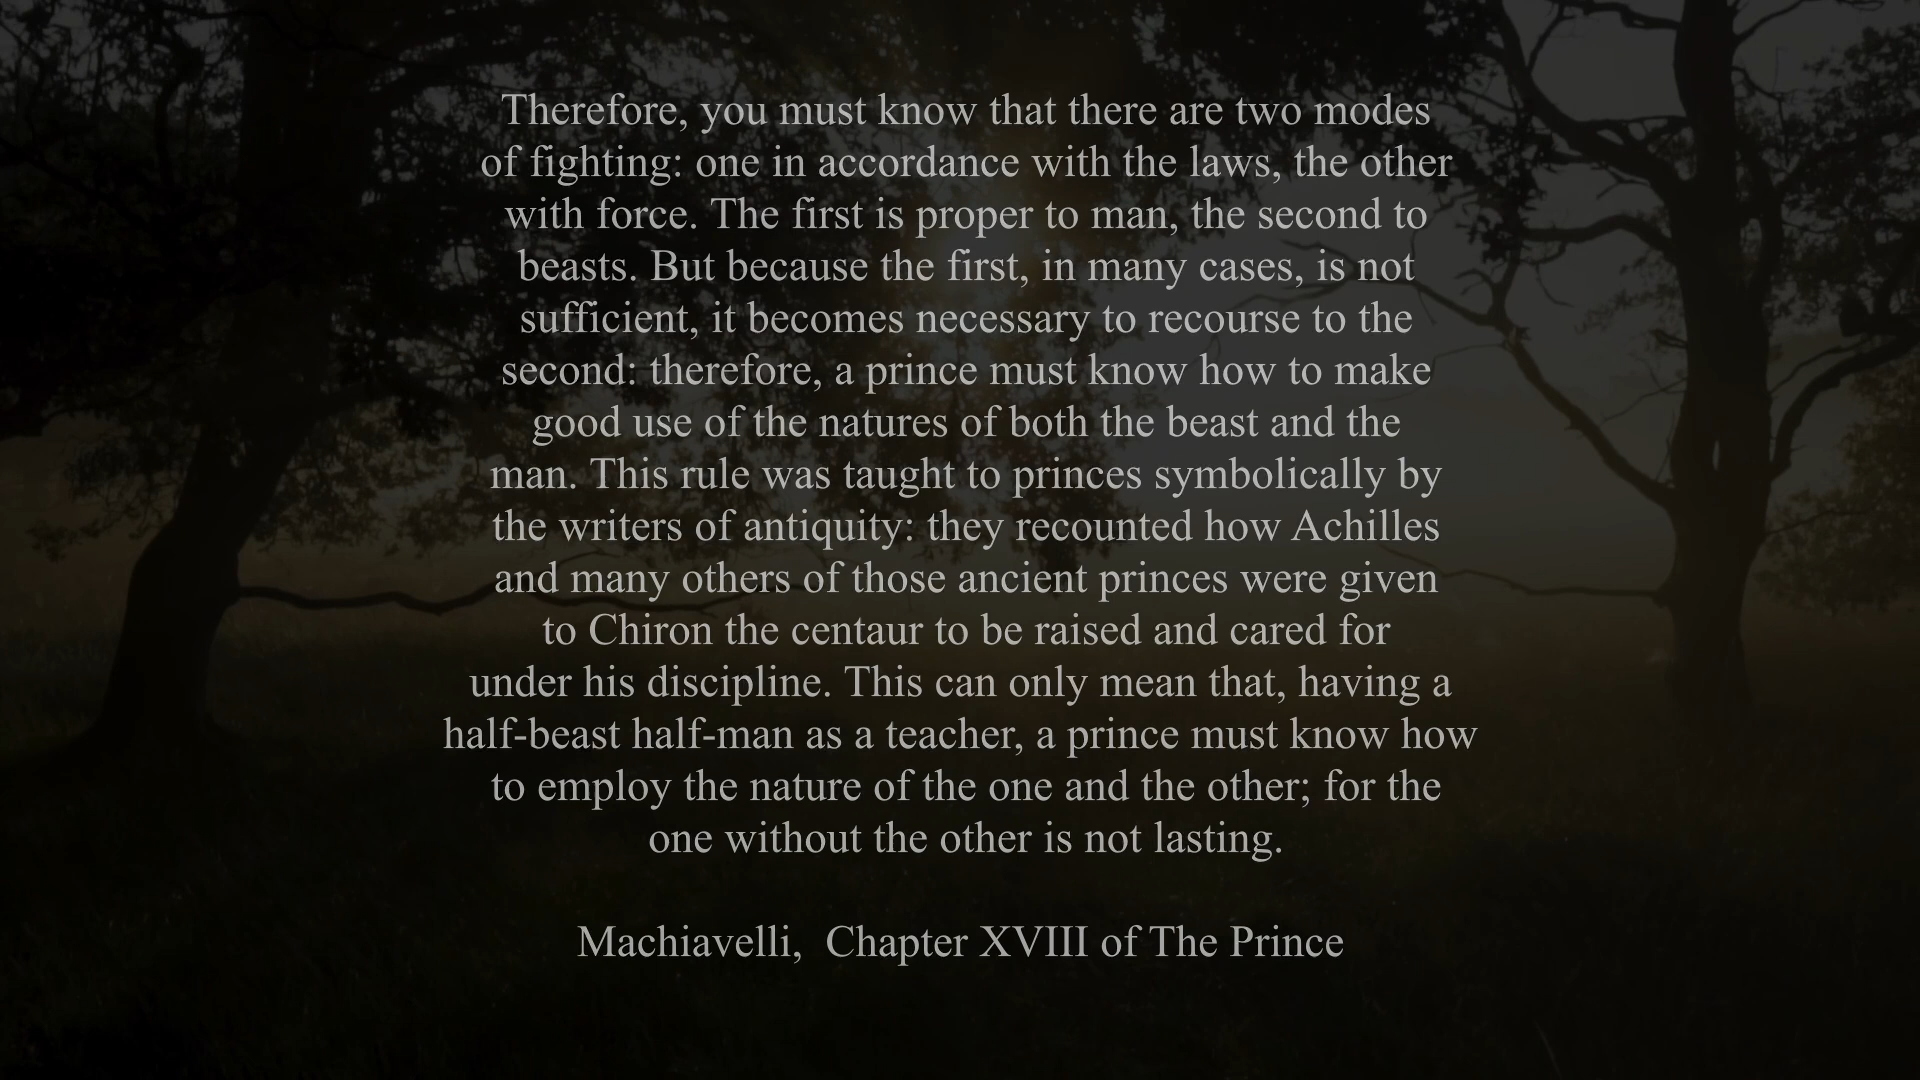 Therefore, you must know that there are two modes
of fighting: one in accordance with the laws, the other
with force. The first is proper to man, the second to
beasts. But because the first, in many cases, is not
sufficient, it becomes necessary to recourse to the
second: therefore, a prince must know how to make
good use of the natures of both the beast and the
man. This rule was taught to princes symbolically by
the writers of antiquity: they recounted how Achilles
and many others of those ancient princes were given
to Chiron the centaur to be raised and cared for
under his discipline. This can only mean that, having a
half-beast half-man as a teacher, a prince must know how
to employ the nature of the one and the other; for the
one without the other is not lasting.
Machiavelli,  Chapter XVIII of The Prince